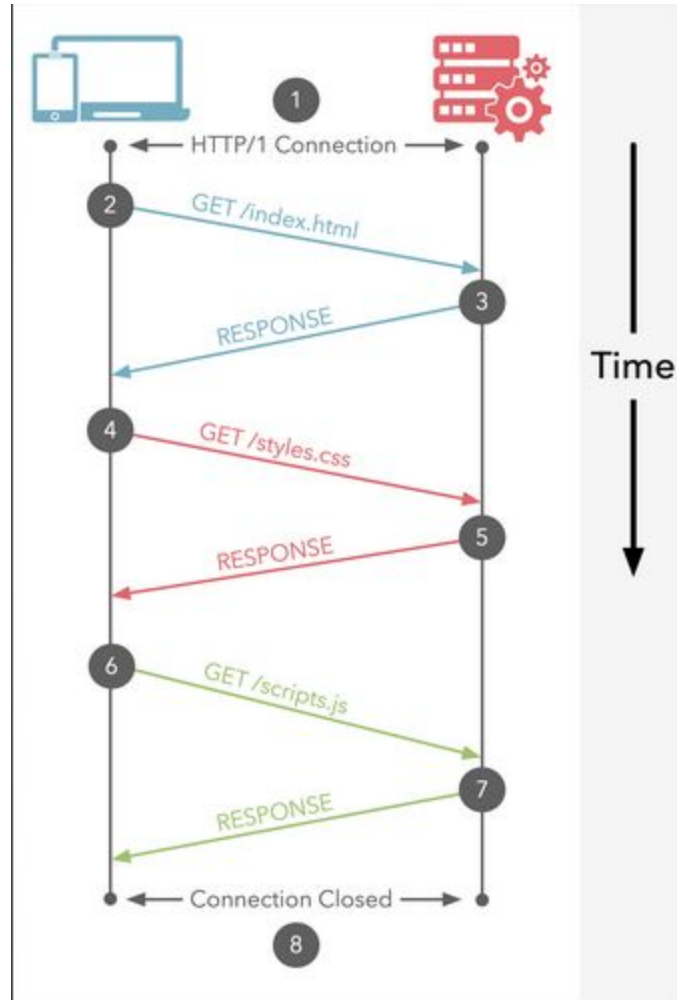 1
HTTP/1 Connection
2
GET /index.html
3
RESPONSE
Time
4
GET /styles.css
5
RESPONSE
6
GET /scripts.js
7
RESPONSE
Connection Closed
8